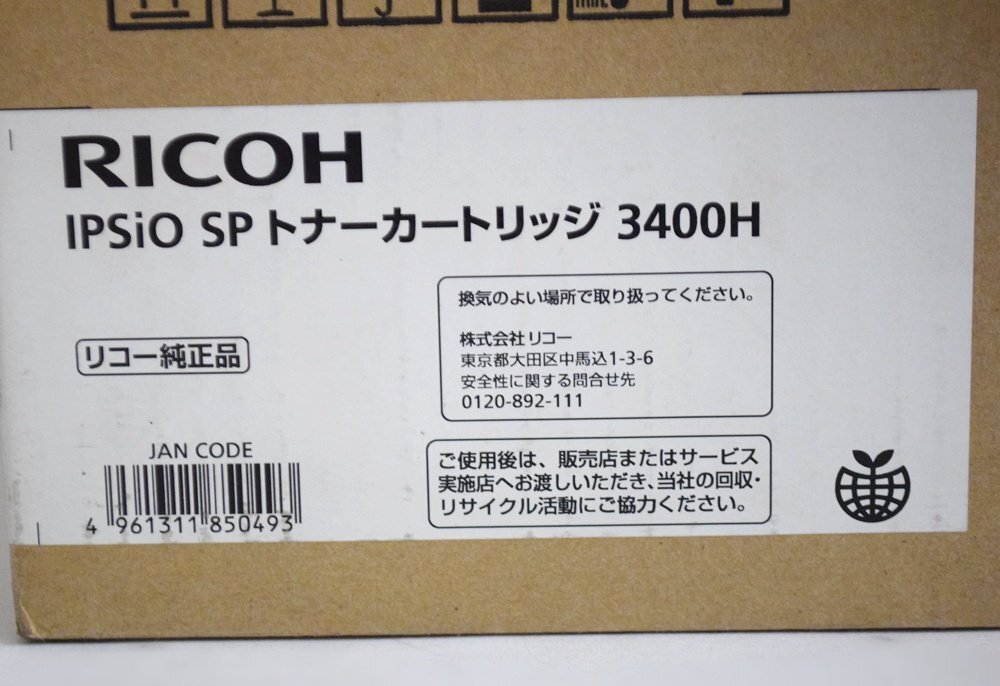 RICOH
IPSiO SP トナーカートリッジ 3400H
換気のよい場所で取り扱ってください。
株式会社 リコー
東京都大田区中馬込1-3-6
安全性に関する問合せ先
0120-892-111
リコー純正品
JAN CODE
4 961311 850493
ご使用後は、販売店またはサービス
実施店へお渡しいただき、当社の回収・
リサイクル活動にご協力ください。